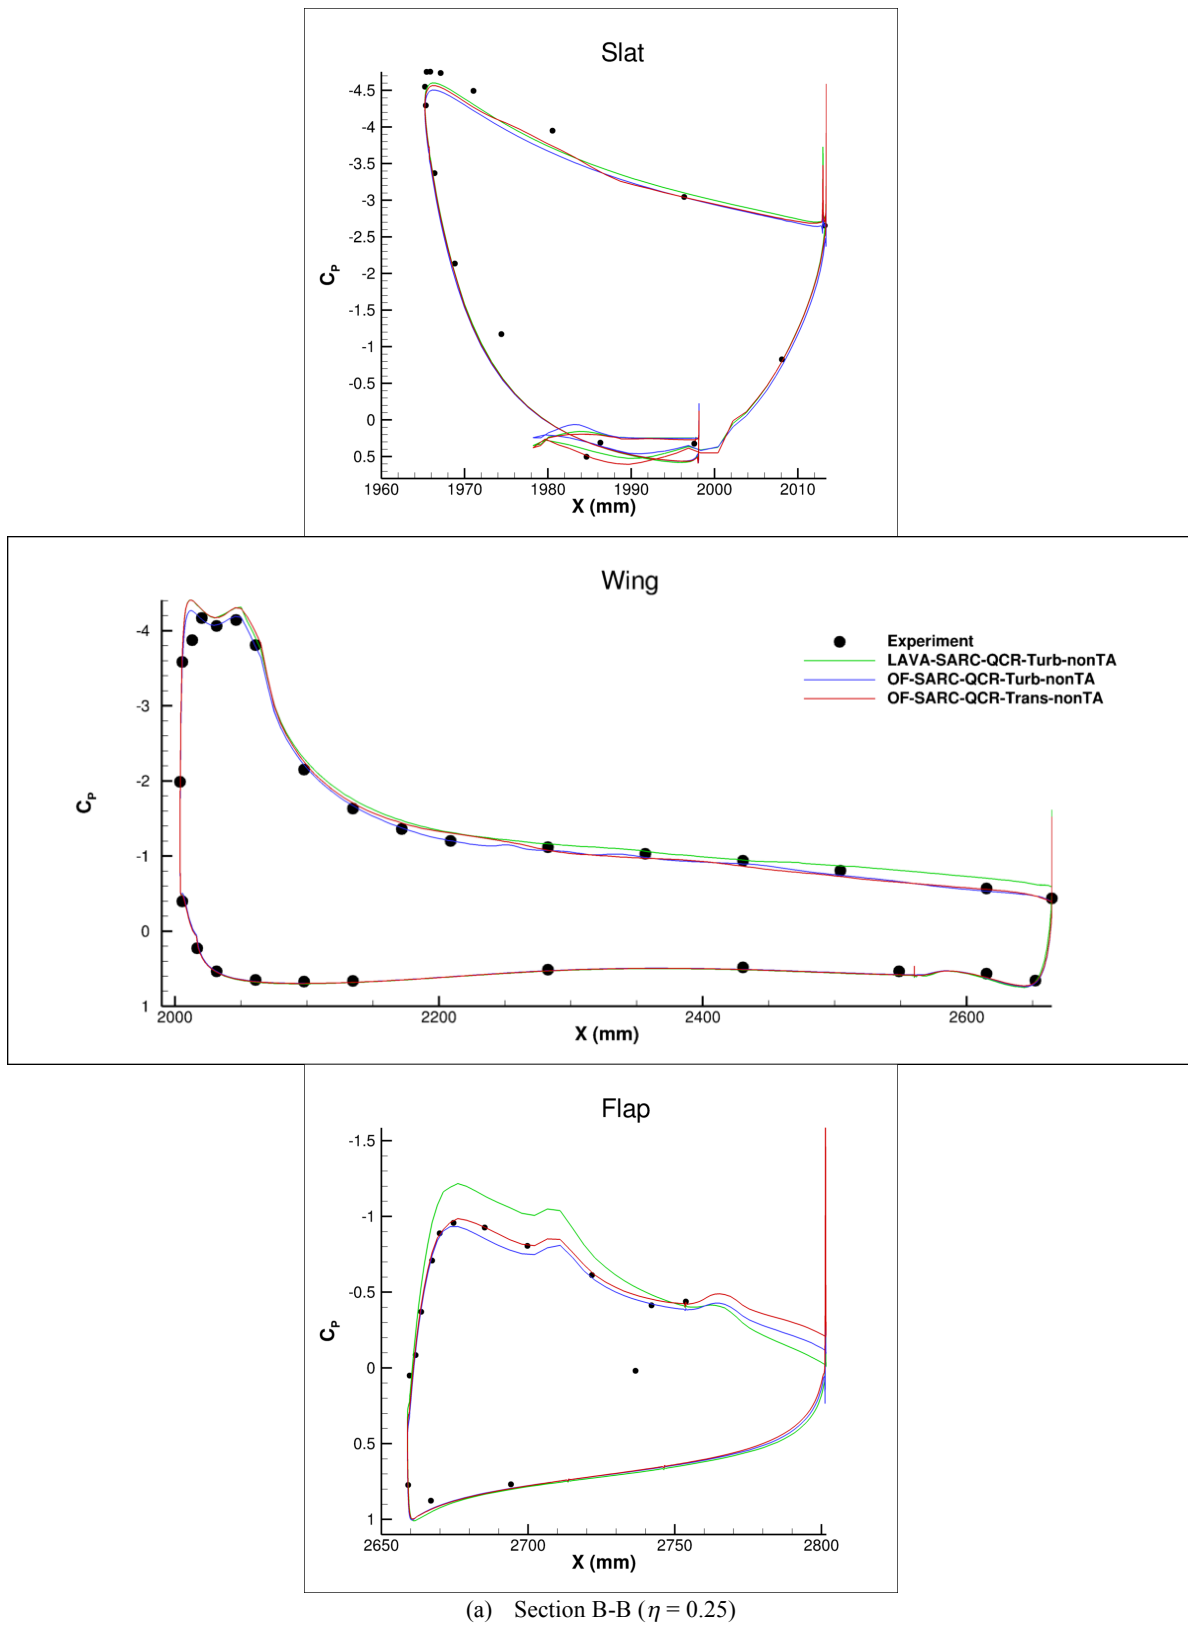 Slat
-4.5
-4
-3.5
-3
-2.5
-2
-1.5
-1
-0.5
0
0.5
C_P
1960 1970 1980 1990 2000 2010
X (mm)
Wing
-4
-3
-2
-1
0
1
C_P
Experiment
LAVA-SARC-QCR-Turb-nonTA
OF-SARC-QCR-Turb-nonTA
OF-SARC-QCR-Trans-nonTA
2000 2200 2400 2600
X (mm)
Flap
-1.5
-1
-0.5
0
0.5
1
C_P
2650 2700 2750 2800
X (mm)
(a) Section B-B (η = 0.25)